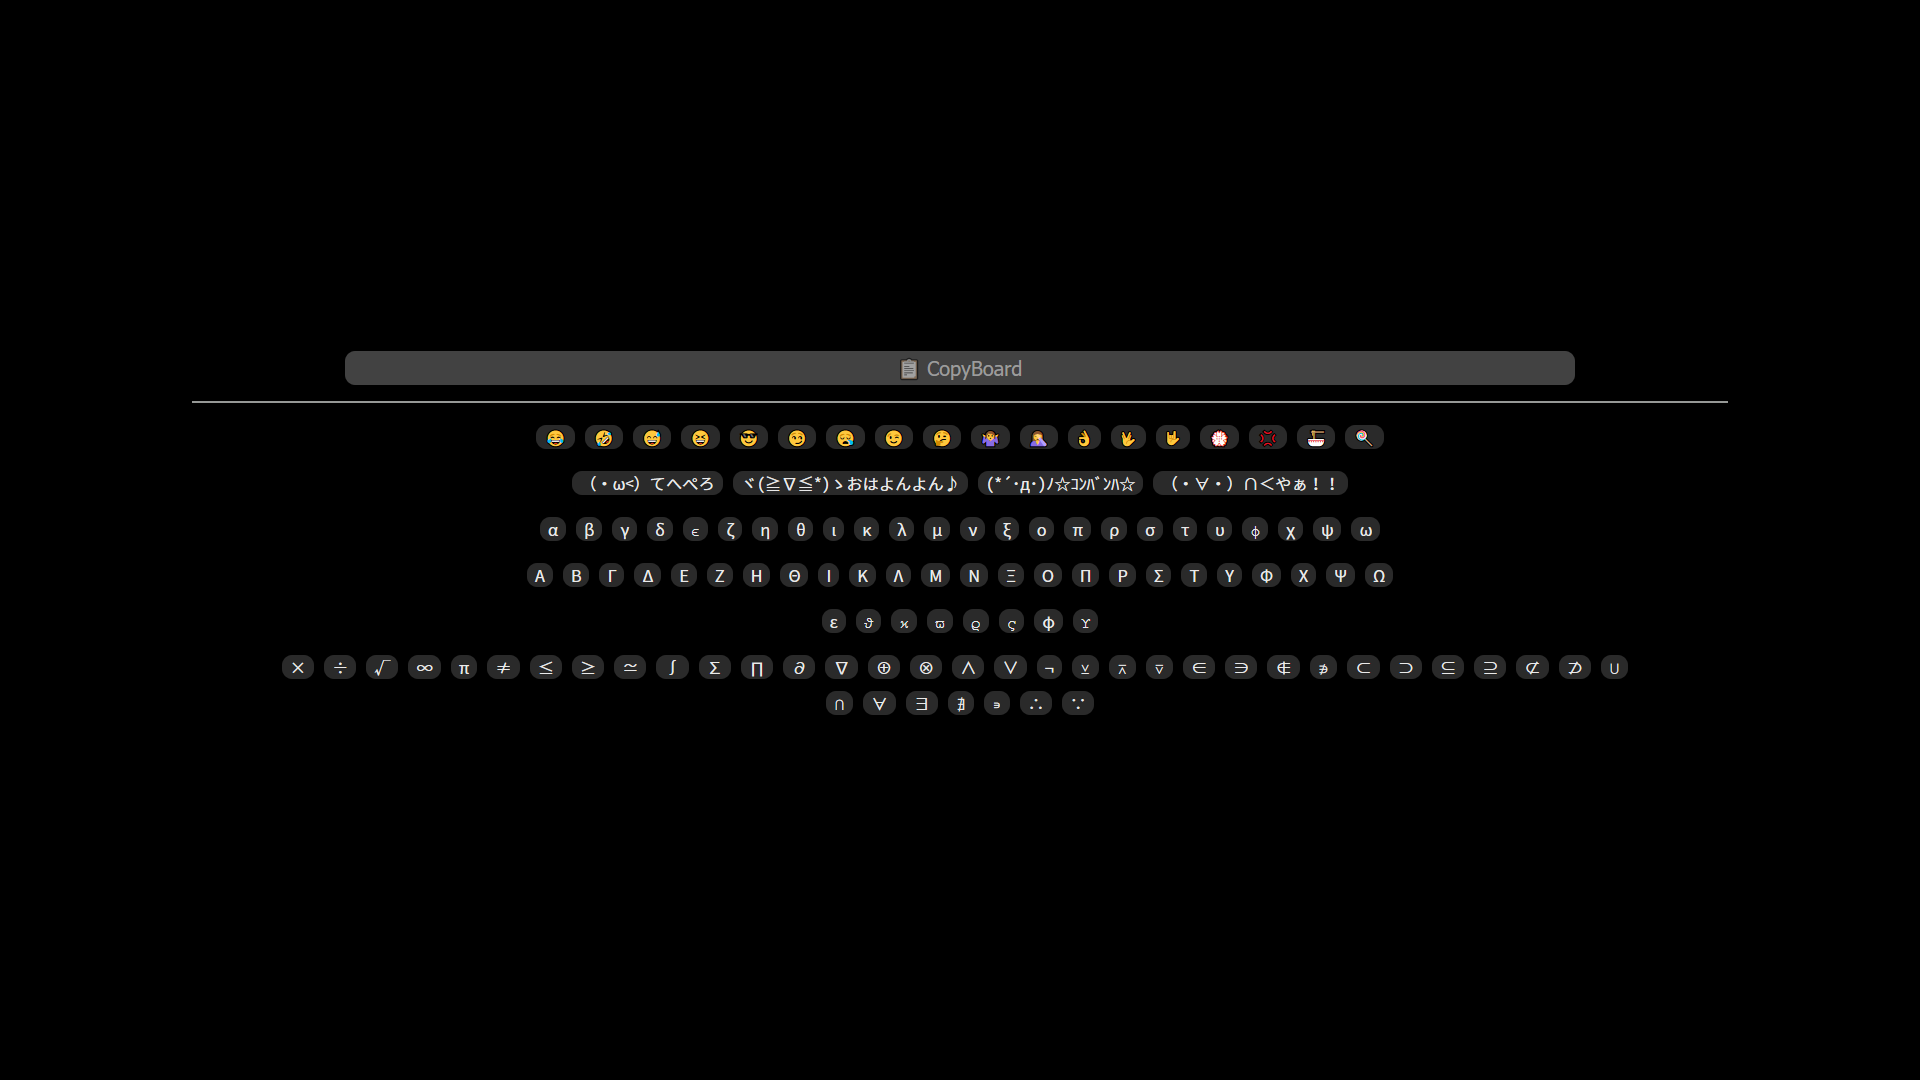 📋 CopyBoard
😂 🤣 😅 😆 😎 😏 😪 😉 🤔 🤷🏽‍♀️ 🤦🏼‍♀️ 👌 🖖 🤘 💮 💢 🍜 🍭
（・ω<）てへぺろ ヾ(≧∇≦*)ゝおはよんよん♪ (*´･д･)ﾉ☆ｺﾝﾊﾞﾝﾊ☆ （・∀・）∩＜やぁ！！
α β γ δ ϵ ζ η θ ι κ λ μ ν ξ ο π ρ σ τ υ ϕ χ ψ ω
Α Β Γ Δ Ε Ζ Η Θ Ι Κ Λ Μ Ν Ξ Ο Π Ρ Σ Τ Υ Φ Χ Ψ Ω
ε ϑ ϰ ϖ ϱ ς φ ϒ
× ÷ √ ∞ π ≠ ≤ ≥ ≃ ∫ Σ ∏ ∂ ∇ ⊕ ⊗ ∧ ∨ ¬ ⊻ ⊼ ⊽ ∈ ∋ ∉ ∌ ⊂ ⊃ ⊆ ⊇ ⊄ ⊅ ∪
∩ ∀ ∃ ∄ ∍ ∴ ∵